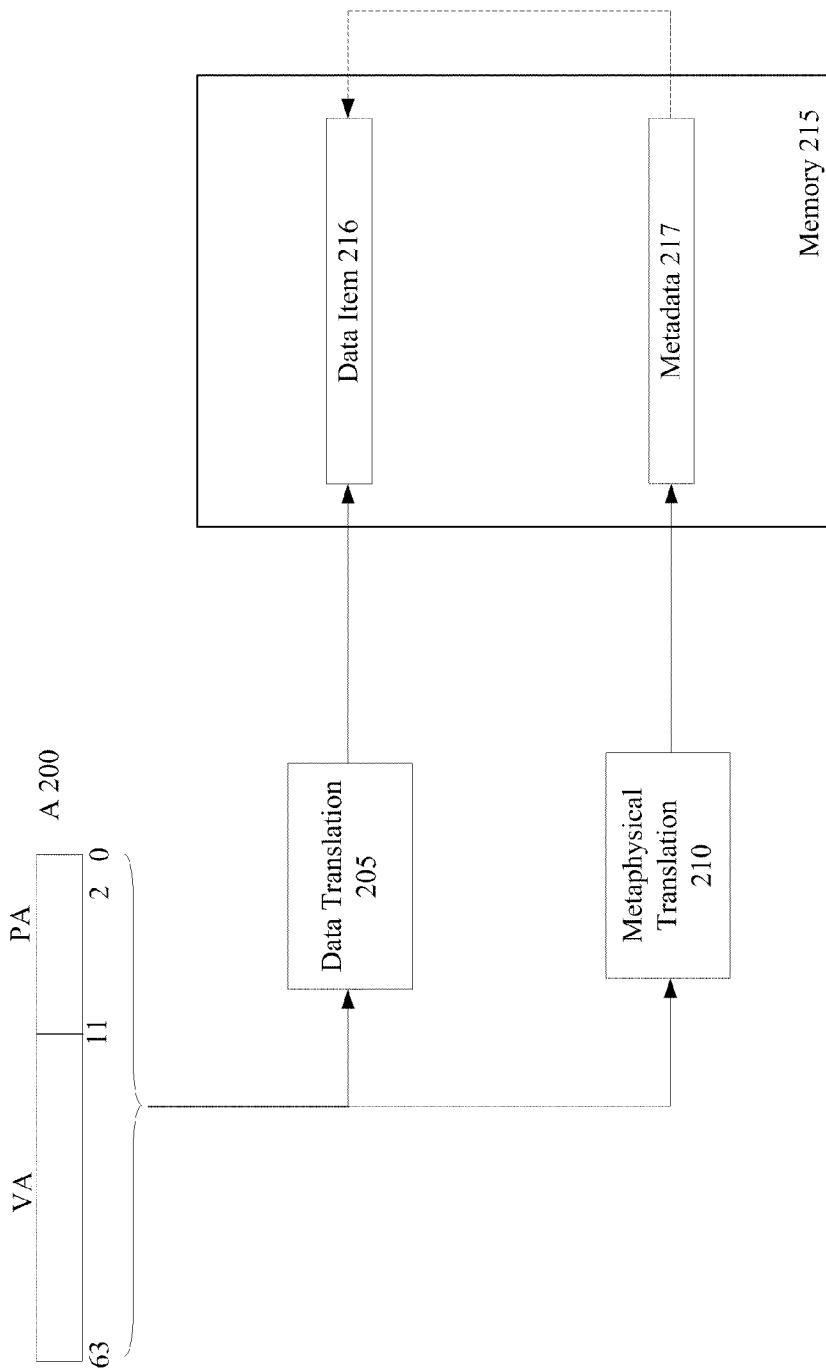 VA PA
A 200
63 11 2 0
Data Translation
205
Metaphysical
Translation
210
Data Item 216
Metadata 217
Memory 215